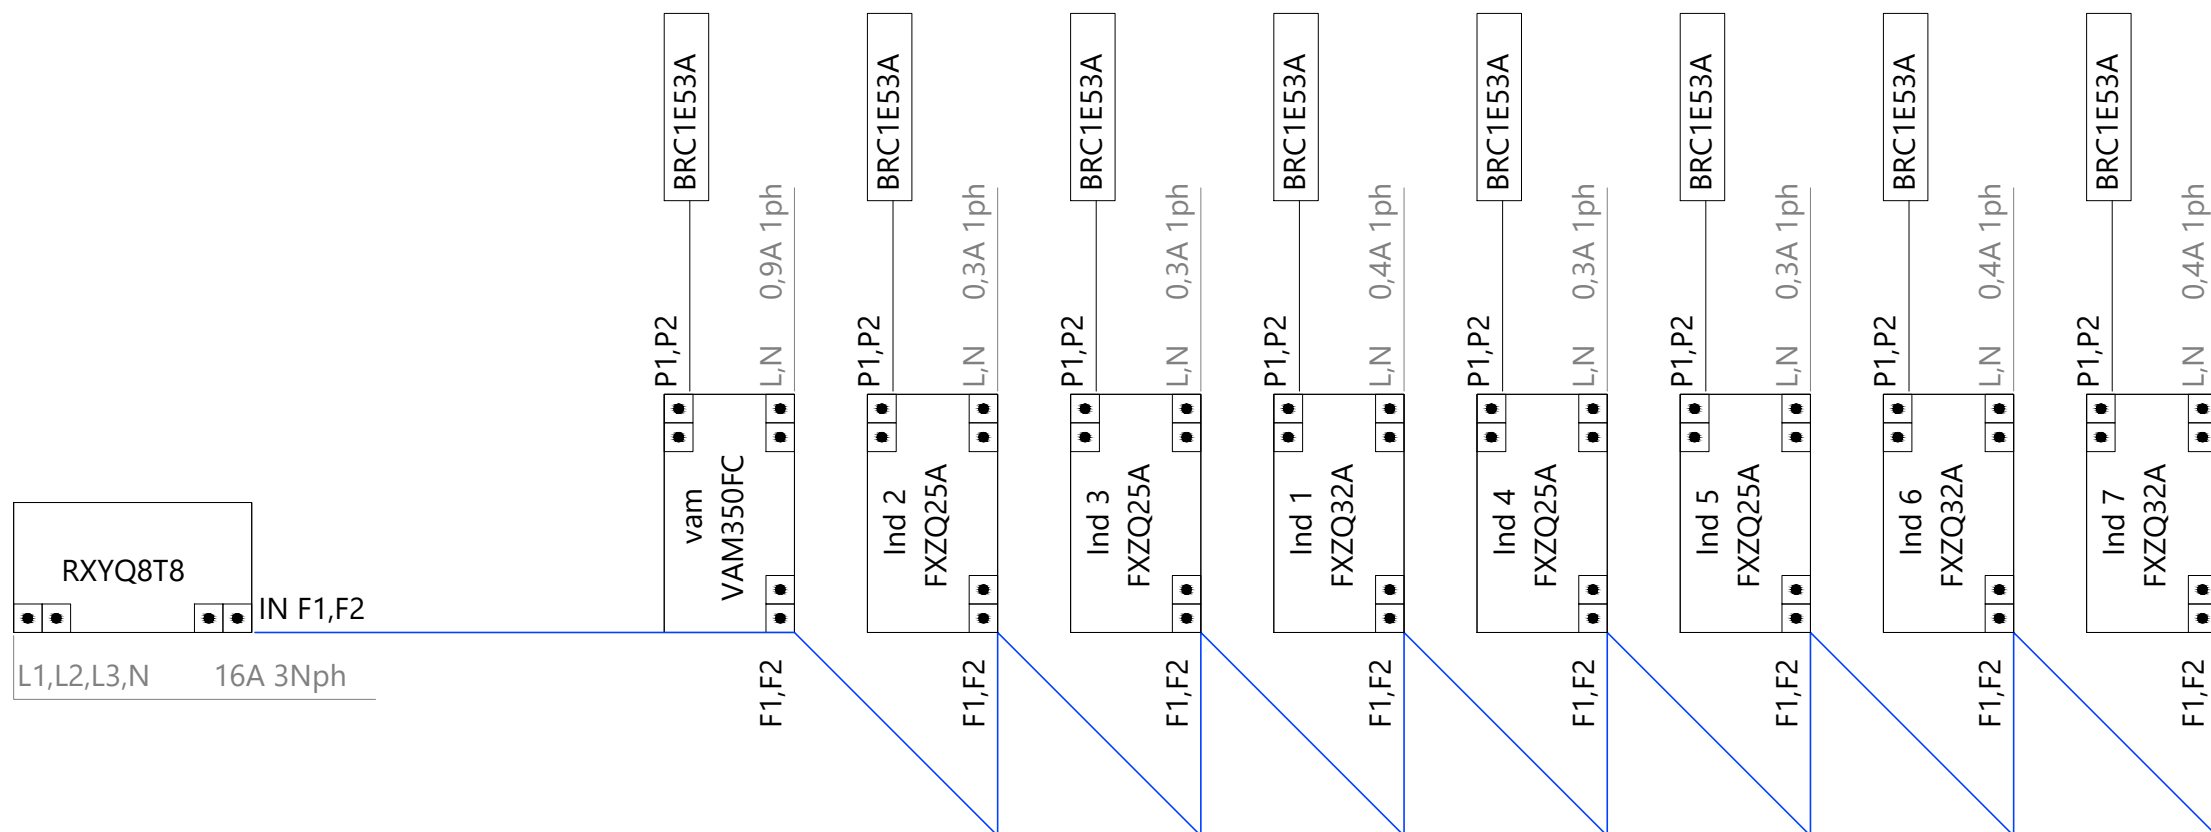 BRC1E53A
BRC1E53A
BRC1E53A
BRC1E53A
BRC1E53A
BRC1E53A
BRC1E53A
BRC1E53A
P1,P2
L,N 0,9A 1ph
P1,P2
L,N 0,3A 1ph
P1,P2
L,N 0,3A 1ph
P1,P2
L,N 0,4A 1ph
P1,P2
L,N 0,3A 1ph
P1,P2
L,N 0,3A 1ph
P1,P2
L,N 0,4A 1ph
P1,P2
L,N 0,4A 1ph
RXYQ8T8
IN F1,F2
L1,L2,L3,N 16A 3Nph
vam
VAM350FC
Ind 2
FXZQ25A
Ind 3
FXZQ25A
Ind 1
FXZQ32A
Ind 4
FXZQ25A
Ind 5
FXZQ25A
Ind 6
FXZQ32A
Ind 7
FXZQ32A
F1,F2
F1,F2
F1,F2
F1,F2
F1,F2
F1,F2
F1,F2
F1,F2